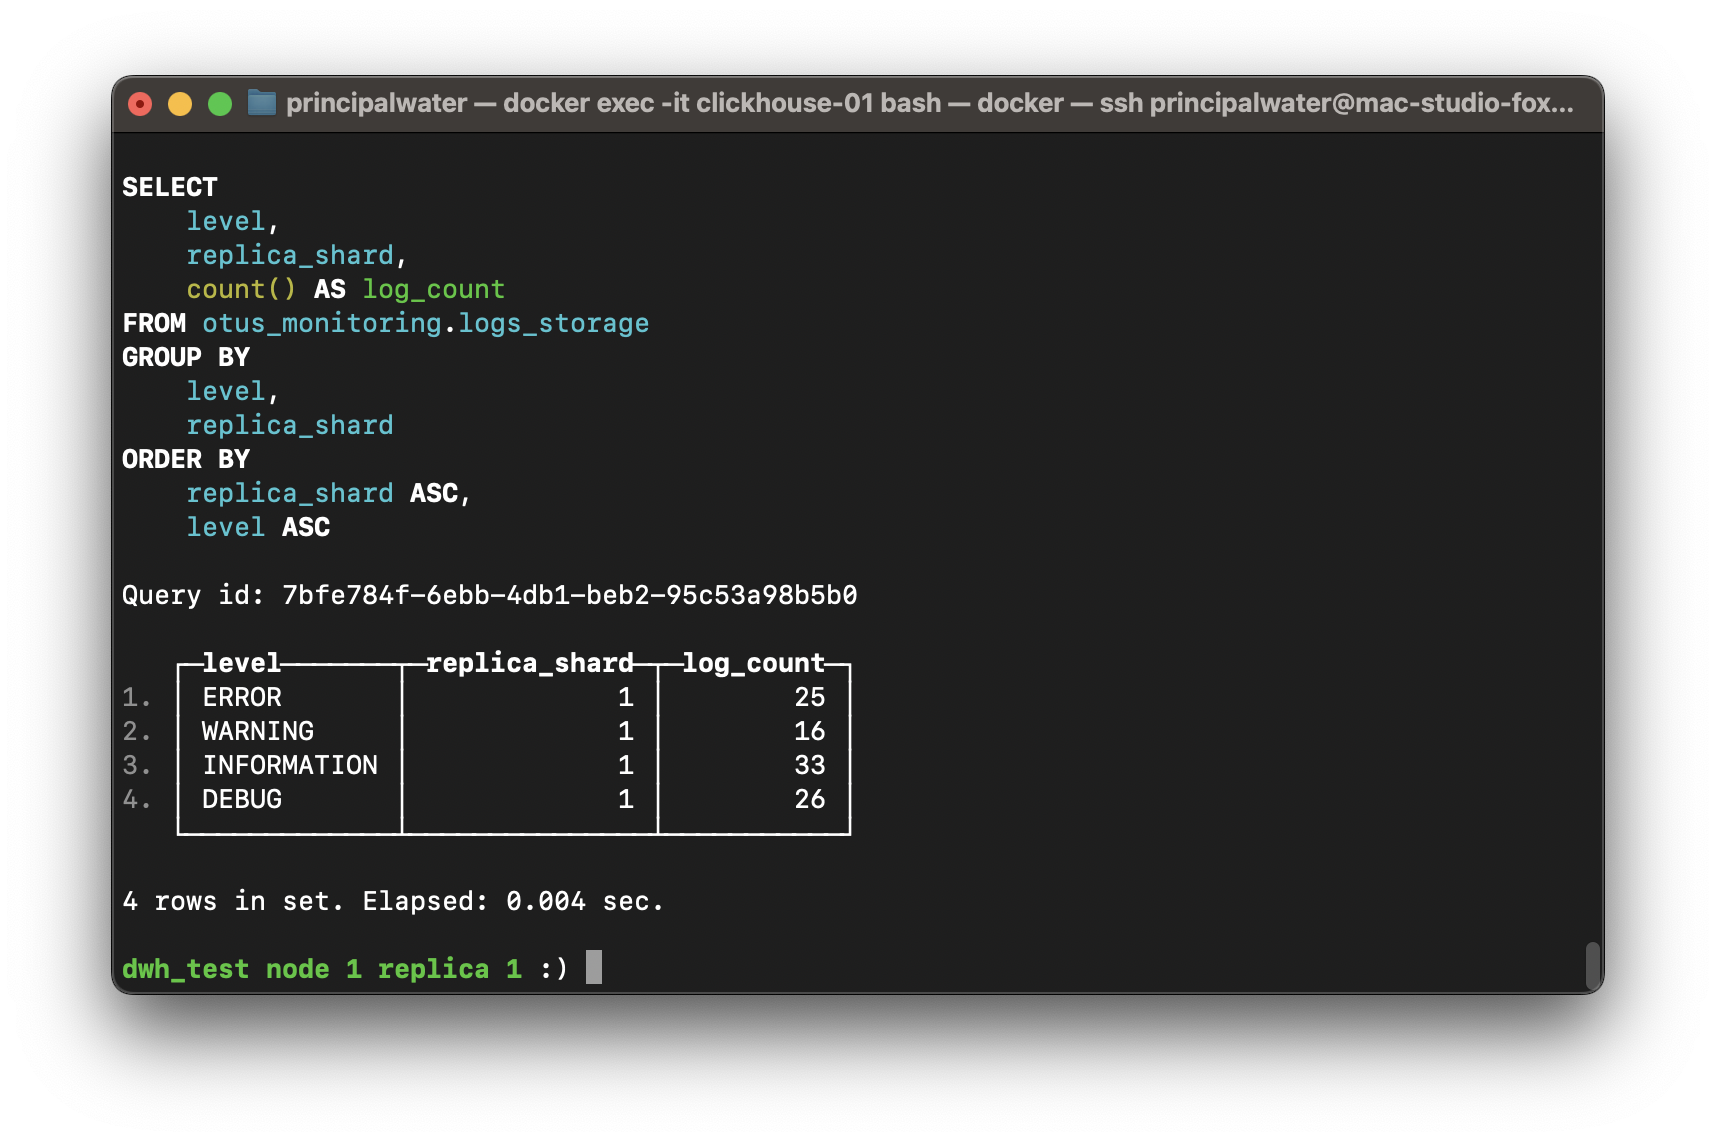 principalwater — docker exec -it clickhouse-01 bash — docker — ssh principalwater@mac-studio-fox...
SELECT
level,
replica_shard,
count() AS log_count
FROM otus_monitoring.logs_storage
GROUP BY
level,
replica_shard
ORDER BY
replica_shard ASC,
level ASC
Query id: 7bfe784f-6ebb-4db1-beb2-95c53a98b5b0
level replica_shard log_count
1. ERROR 1 25
2. WARNING 1 16
3. INFORMATION 1 33
4. DEBUG 1 26
4 rows in set. Elapsed: 0.004 sec.
dwh_test node 1 replica 1 :)